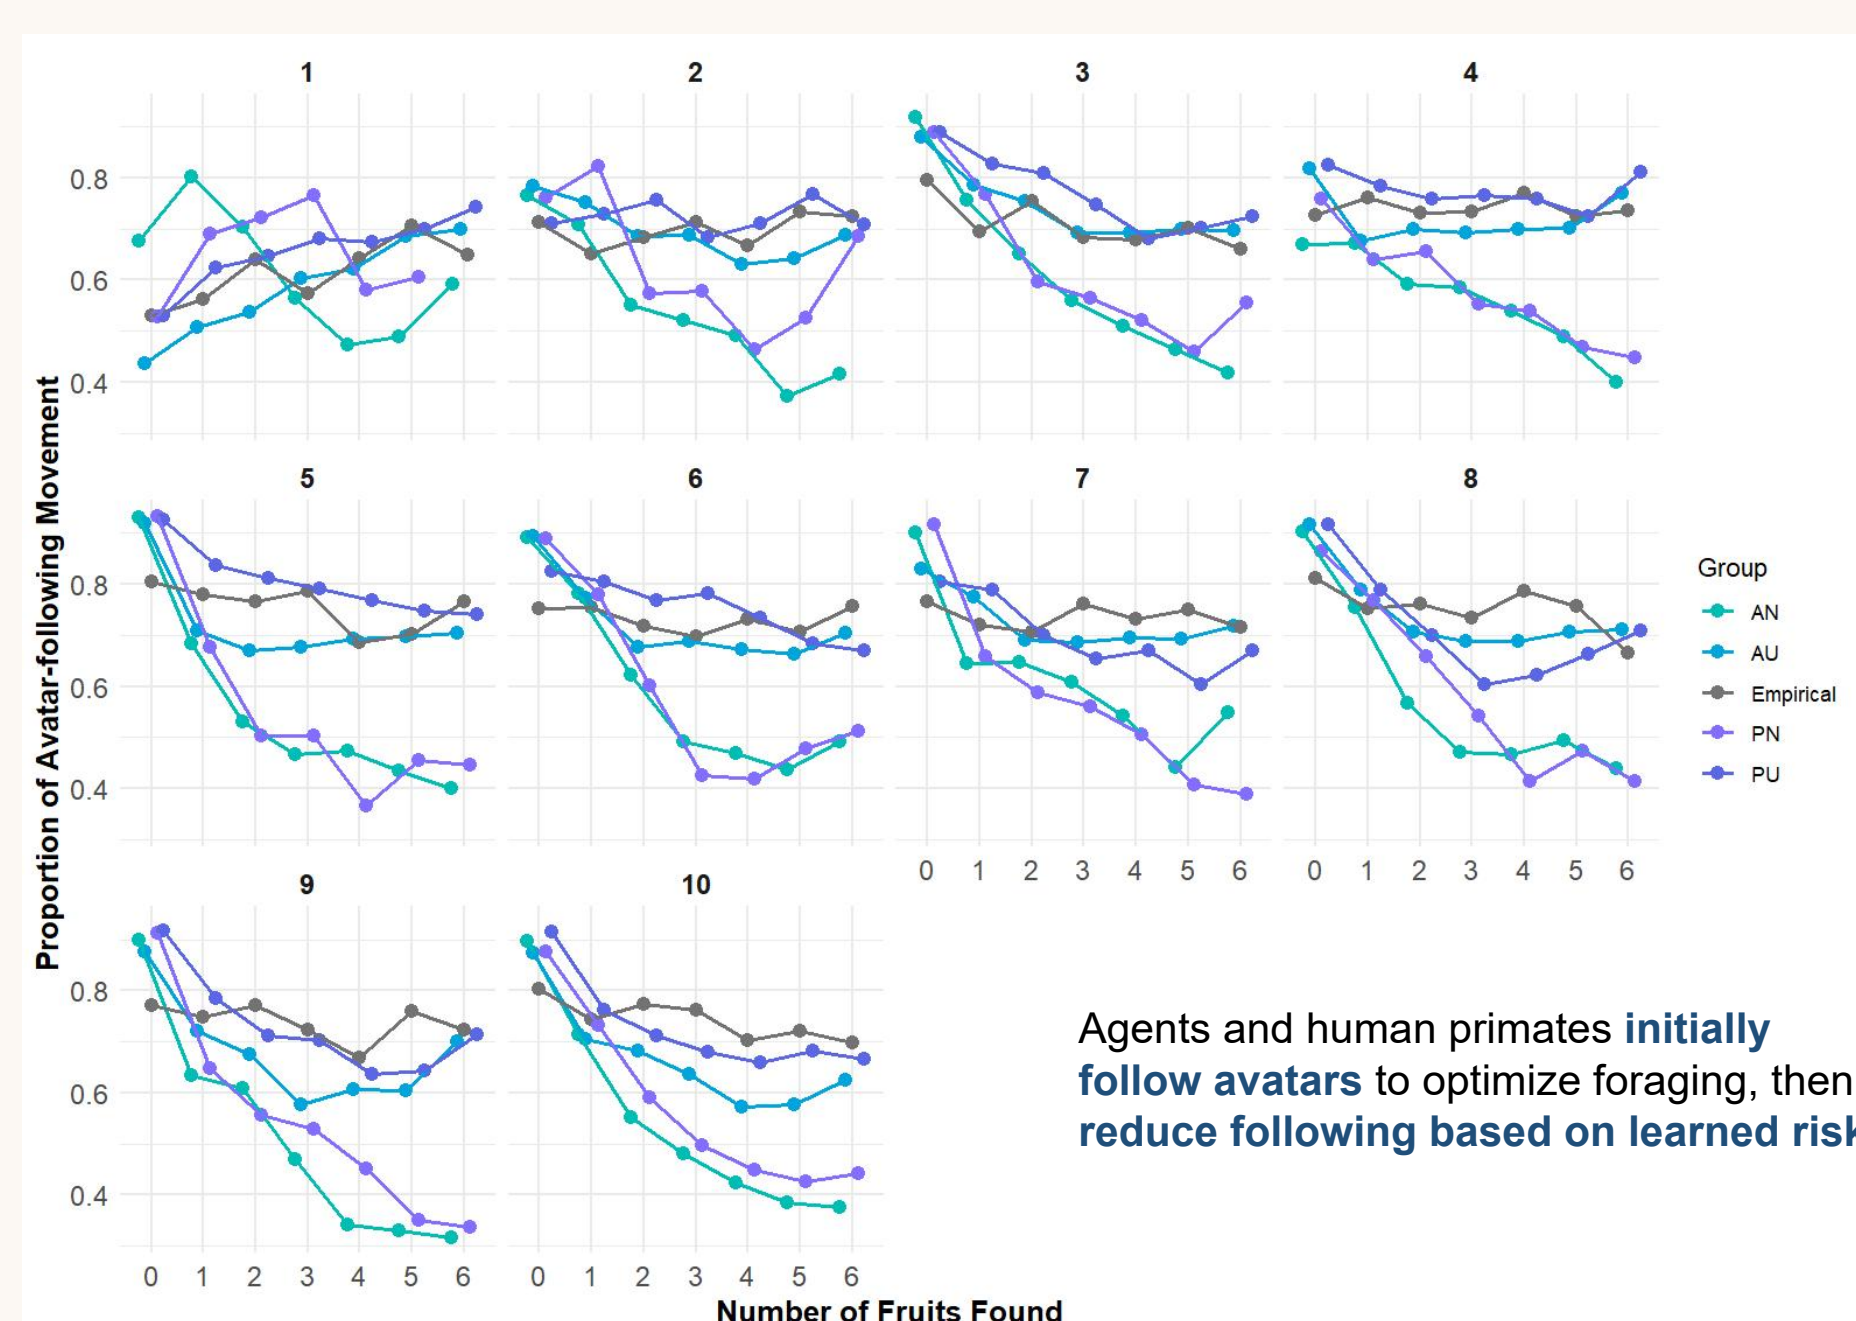 1 2 3 4
0.8
0.6
0.4
5 6 7 8
0.8
0.6
0.4
0 1 2 3 4 5 6 0 1 2 3 4 5 6
9 10
0.8
0.6
0.4
0 1 2 3 4 5 6 0 1 2 3 4 5 6
Number of Fruits Found
Proportion of Avatar-following Movement
Group
AN
AU
Empirical
PN
PU
Agents and human primates initially
follow avatars to optimize foraging, then
reduce following based on learned risk